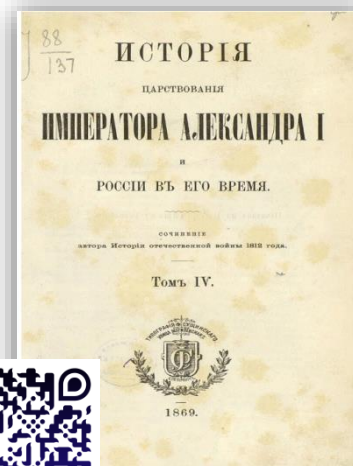 88
137
ИСТОРІЯ
ЦАРСТВОВАНІЯ
ИМПЕРАТОРА АЛЕКСАНДРА I
И
РОССІИ ВЪ ЕГО ВРЕМЯ.
СОЧИНЕНІЕ
автора Исторіи отечественной войны 1812 года.
Томъ IV.
1869.